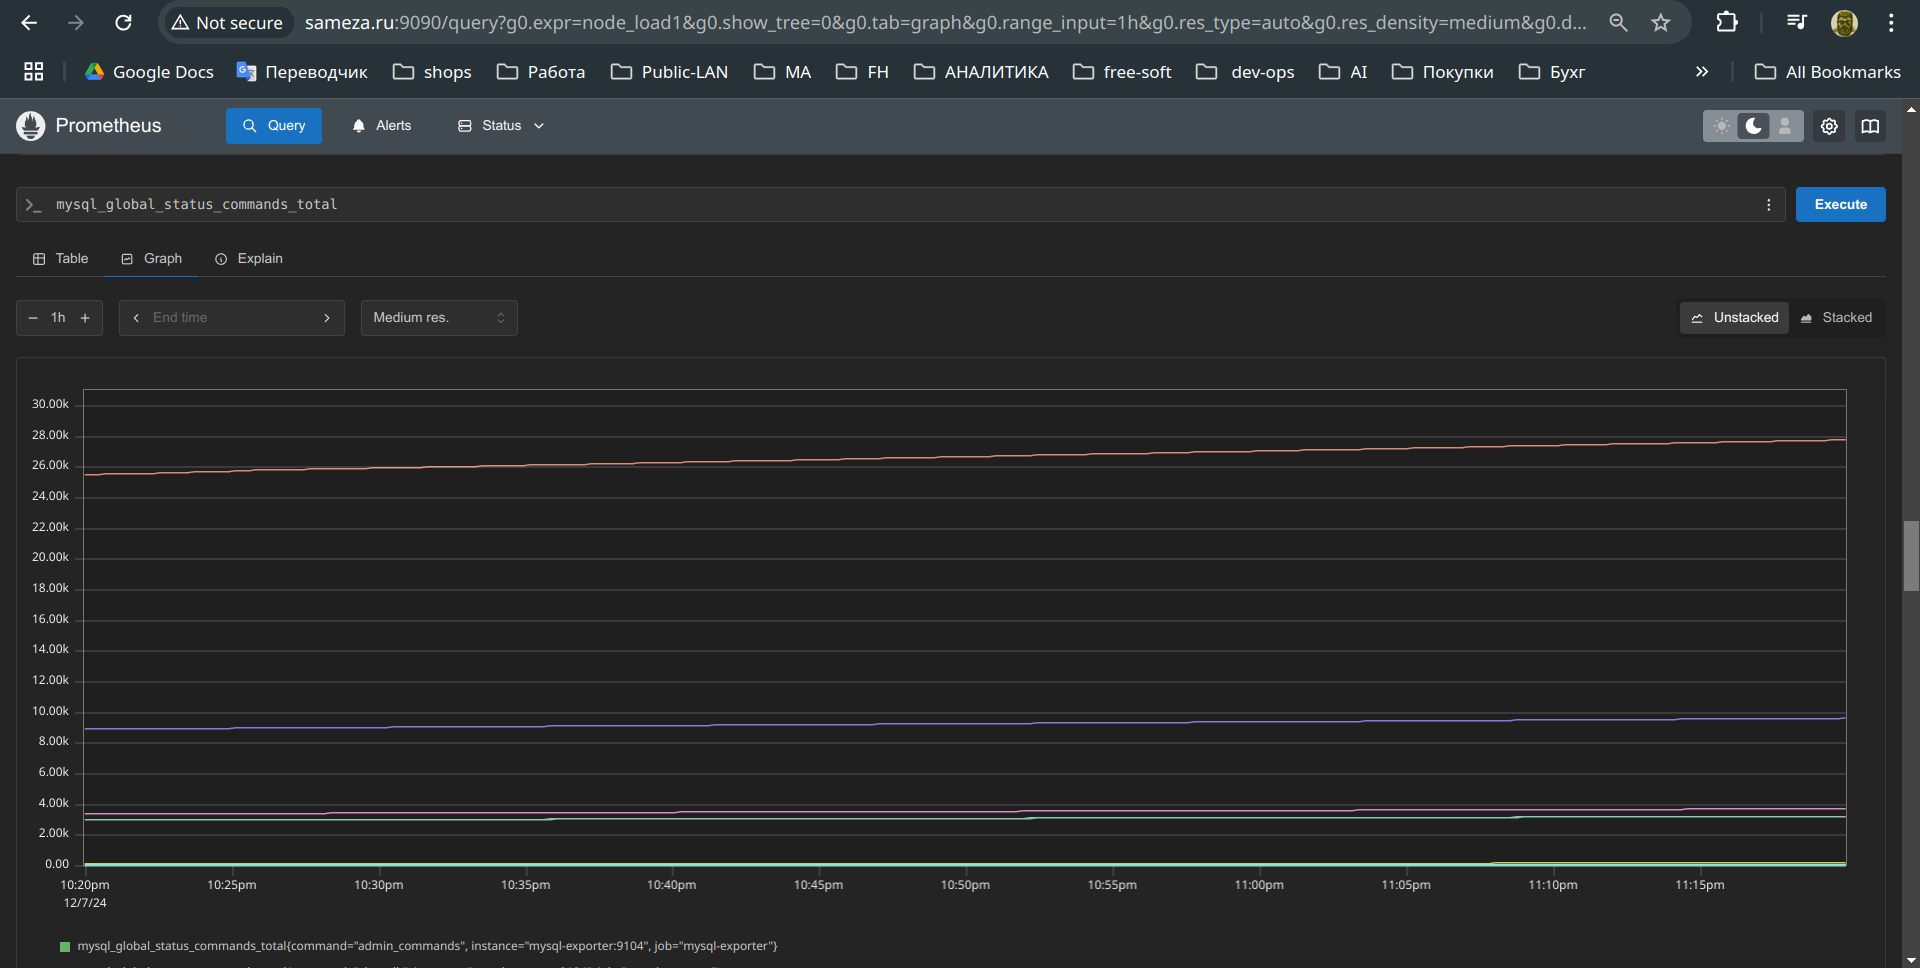 Not secure sameza.ru:9090/query?g0.expr=node_load1&g0.show_tree=0&g0.tab=graph&g0.range_input=1h&g0.res_type=auto&g0.res_density=medium&g0.d...
Google Docs Переводчик shops Работа Public-LAN MA FH АНАЛИТИКА free-soft dev-ops AI Покупки Бухг » All Bookmarks
Prometheus Query Alerts Status
>_ mysql_global_status_commands_total Execute
Table Graph Explain
− 1h + End time Medium res. Unstacked Stacked
30.00k
28.00k
26.00k
24.00k
22.00k
20.00k
18.00k
16.00k
14.00k
12.00k
10.00k
8.00k
6.00k
4.00k
2.00k
0.00
10:20pm 10:25pm 10:30pm 10:35pm 10:40pm 10:45pm 10:50pm 10:55pm 11:00pm 11:05pm 11:10pm 11:15pm
12/7/24
mysql_global_status_commands_total{command="admin_commands", instance="mysql-exporter:9104", job="mysql-exporter"}